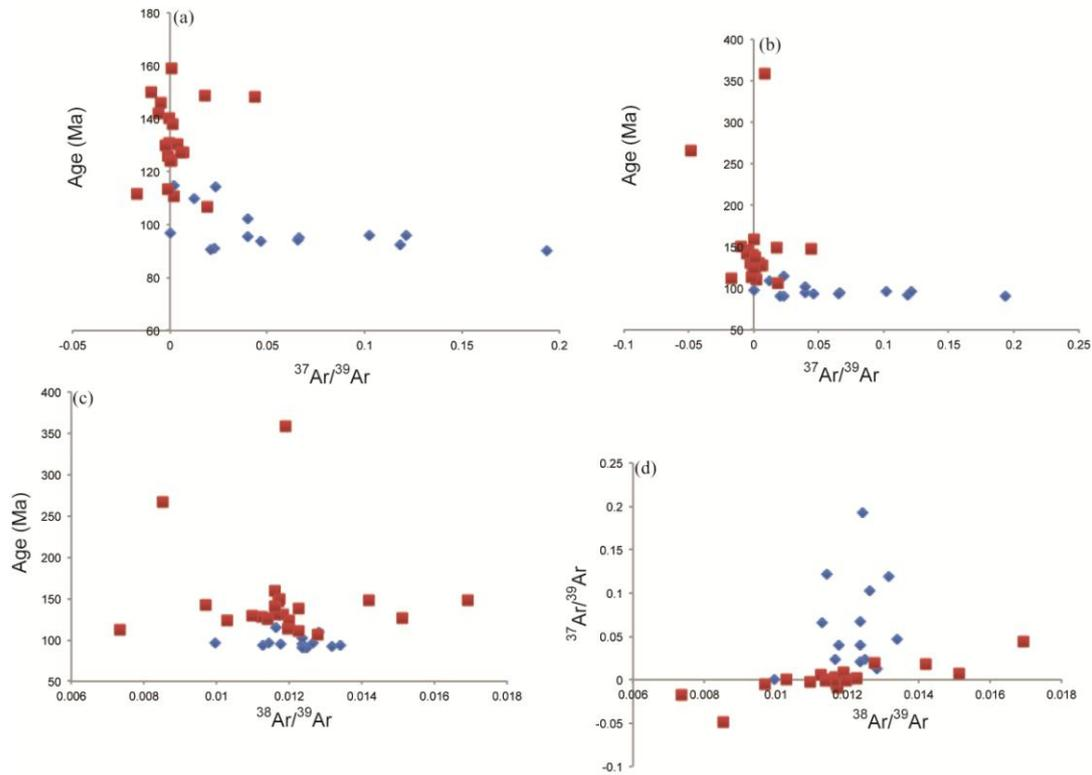 (a)
180
160
140
120
100
80
60
Age (Ma)
-0.05 0 0.05 0.1 0.15 0.2
³⁷Ar/³⁹Ar
(b)
400
350
300
250
200
150
100
50
Age (Ma)
-0.1 -0.05 0 0.05 0.1 0.15 0.2 0.25
³⁷Ar/³⁹Ar
(c)
400
350
300
250
200
150
100
50
Age (Ma)
0.006 0.008 0.01 0.012 0.014 0.016 0.018
³⁸Ar/³⁹Ar
(d)
0.25
0.2
0.15
0.1
0.05
0
-0.05
-0.1
³⁷Ar/³⁹Ar
0.006 0.008 0.01 0.012 0.014 0.016 0.018
³⁸Ar/³⁹Ar